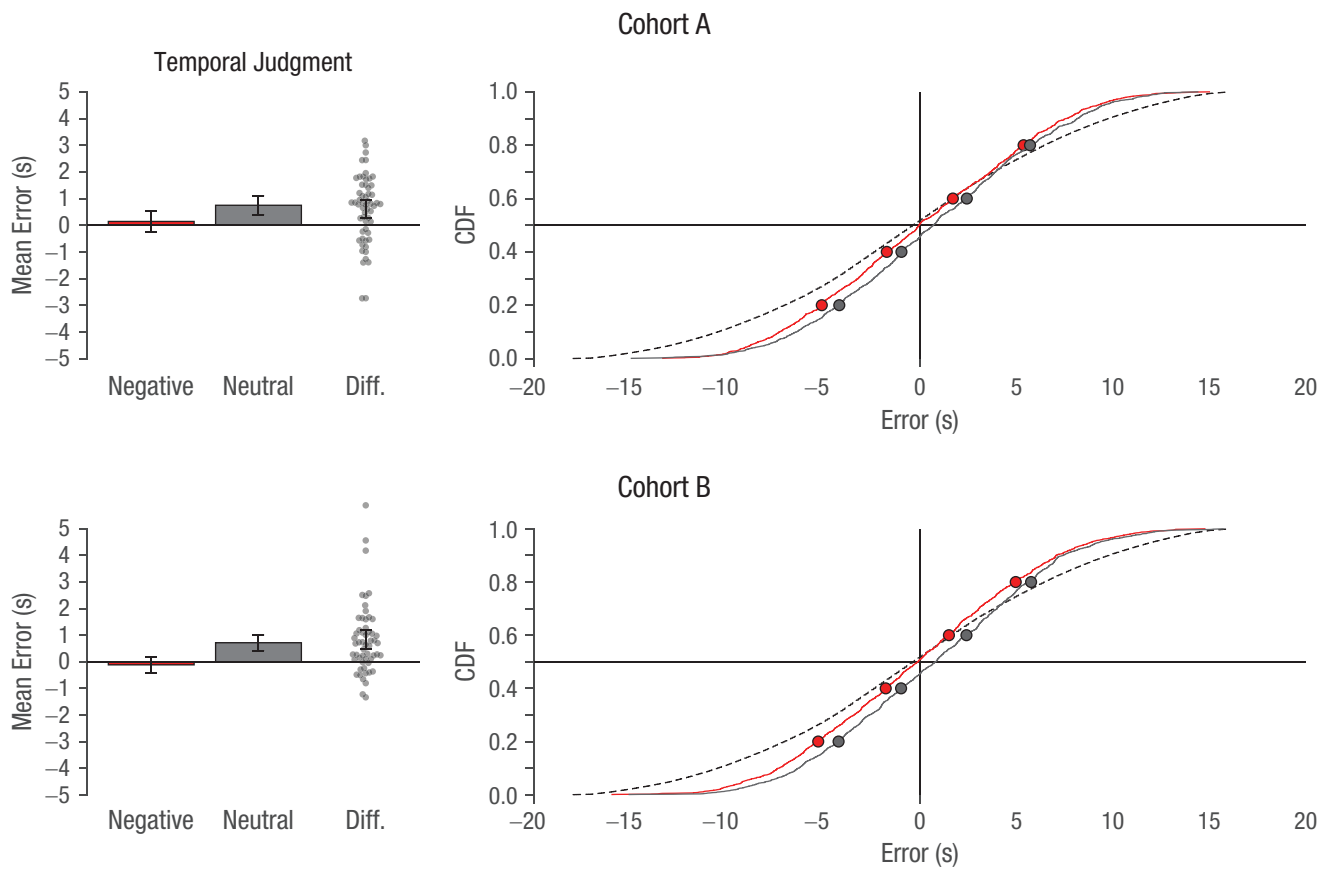 Cohort A
Temporal Judgment
Mean Error (s)
5
4
3
2
1
0
–1
–2
–3
–4
–5
Negative Neutral Diff.
CDF
1.0
0.8
0.6
0.4
0.2
0.0
–20 –15 –10 –5 0 5 10 15 20
Error (s)
Cohort B
Mean Error (s)
5
4
3
2
1
0
–1
–2
–3
–4
–5
Negative Neutral Diff.
CDF
1.0
0.8
0.6
0.4
0.2
0.0
–20 –15 –10 –5 0 5 10 15 20
Error (s)